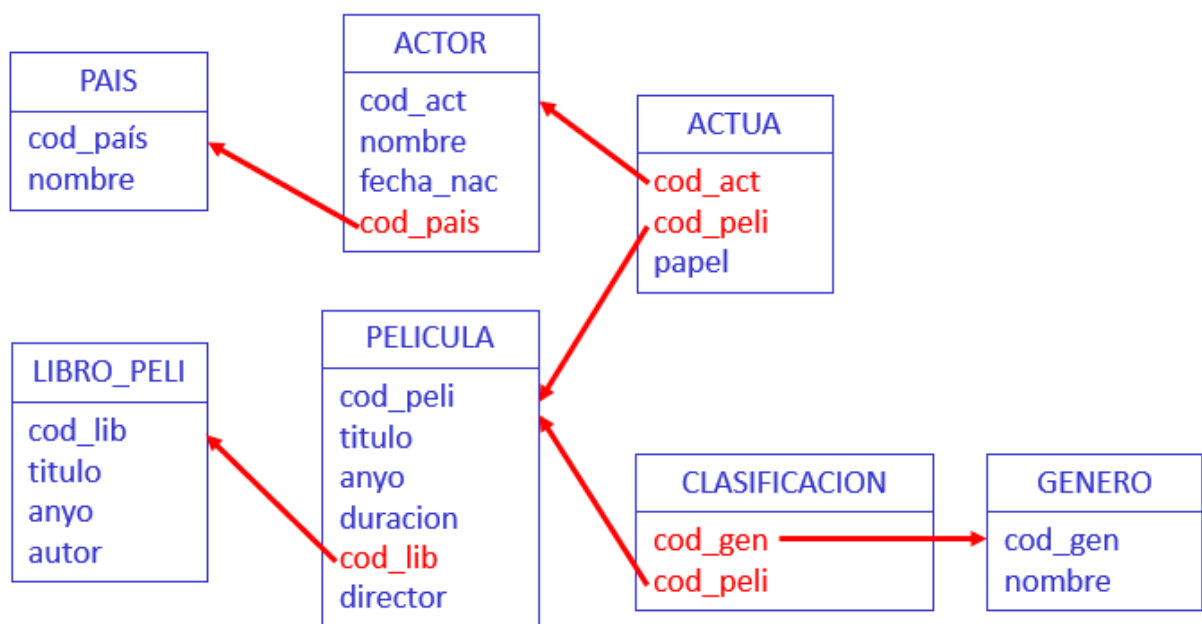 PAIS
cod_país
nombre
ACTOR
cod_act
nombre
fecha_nac
cod_pais
ACTUA
cod_act
cod_peli
papel
LIBRO_PELI
cod_lib
titulo
anyo
autor
PELICULA
cod_peli
titulo
anyo
duracion
cod_lib
director
CLASIFICACION
cod_gen
cod_peli
GENERO
cod_gen
nombre